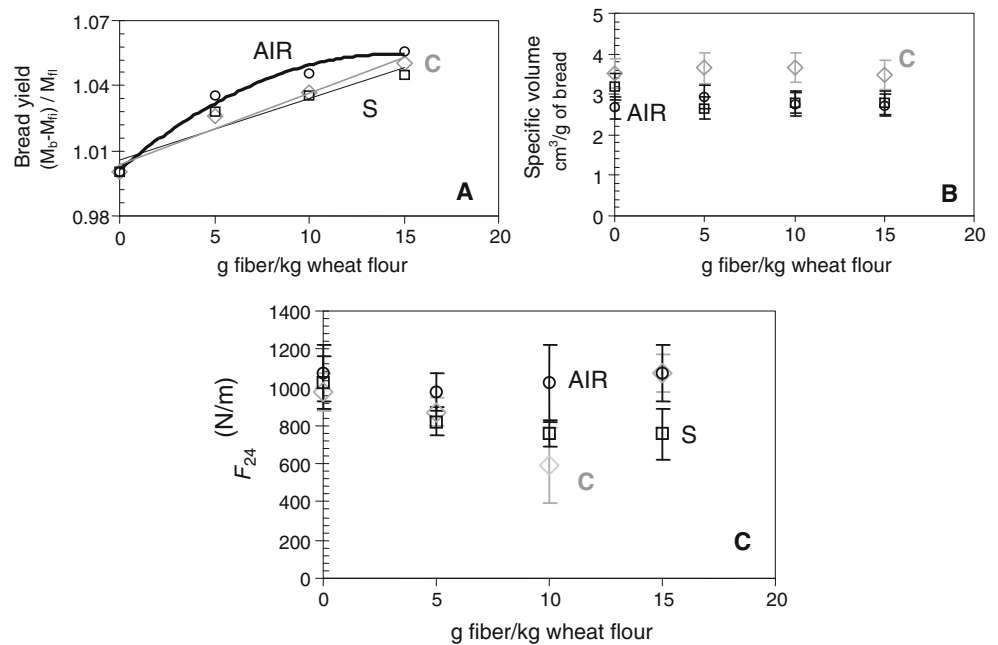 1.07
1.04
1.01
0.98
Bread yield
(Mb-Mfi) / Mfl
AIR
C
S
A
0 5 10 15 20
g fiber/kg wheat flour
5
4
3
2
1
0
Specific volume
cm³/g of bread
C
AIR
B
0 5 10 15 20
g fiber/kg wheat flour
1400
1200
1000
800
600
400
200
0
F24 (N/m)
AIR
S
C
C
0 5 10 15 20
g fiber/kg wheat flour